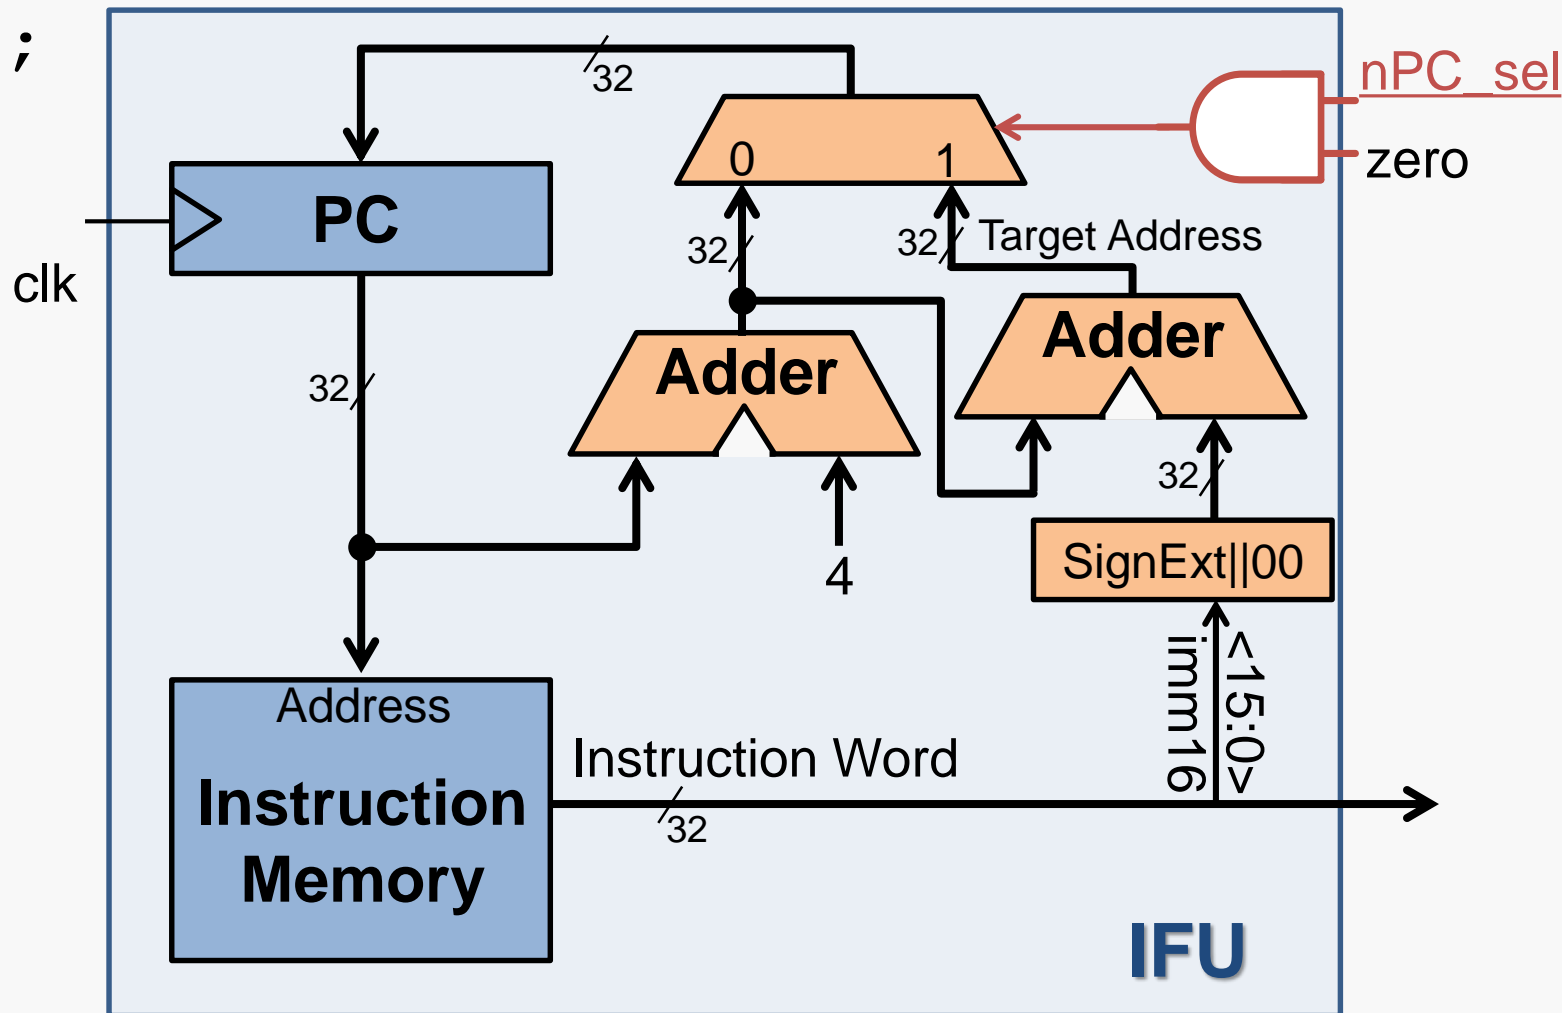 ;
32
nPC_sel
0
1
zero
PC
32
32
Target Address
clk
Adder
Adder
32
32
4
SignExt||00
<15:0>
imm16
Address
Instruction Word
Instruction
32
Memory
IFU